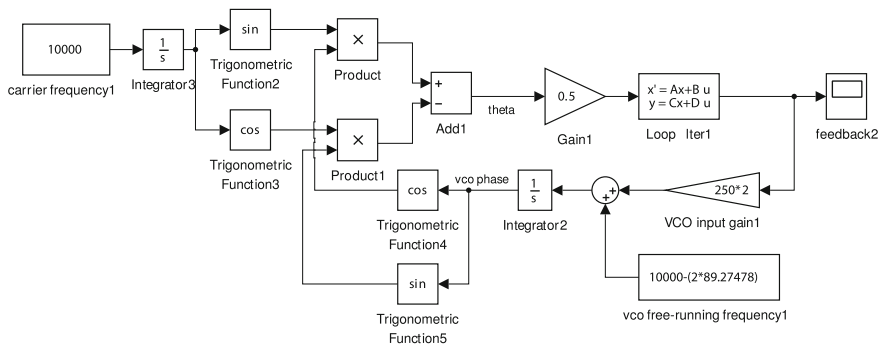 10000
carrier frequency1
1
s
Integrator3
sin
Trigonometric
Function2
cos
Trigonometric
Function3
×
Product
×
Product1
+
−
Add1
theta
0.5
Gain1
x' = Ax+B u
y = Cx+D u
Loop Iter1
feedback2
250*2
VCO input gain1
+
+
1
s
Integrator2
vco phase
cos
Trigonometric
Function4
sin
Trigonometric
Function5
10000-(2*89.27478)
vco free-running frequency1